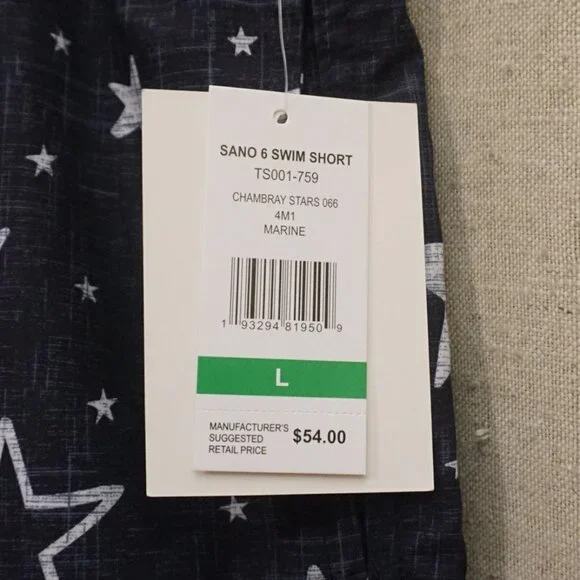 SANO 6 SWIM SHORT
TS001-759
CHAMBRAY STARS 066
4M1
MARINE
1 93294 81950 9
L
MANUFACTURER'S
SUGGESTED
RETAIL PRICE
$54.00